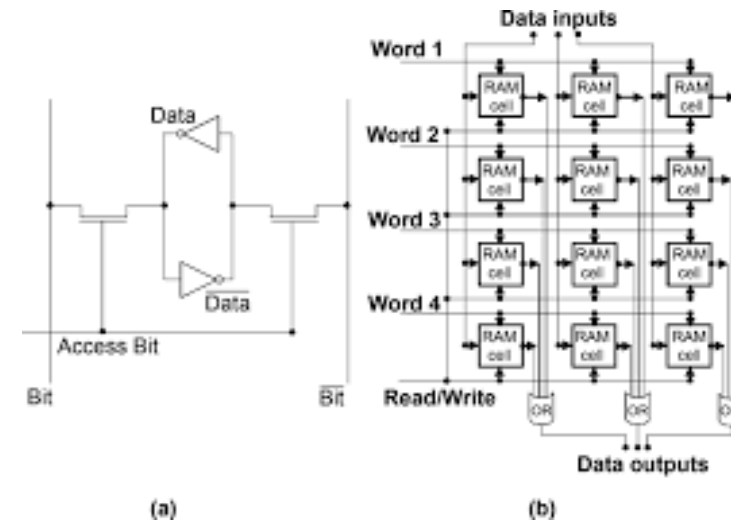 Data
Data
Access Bit
Bit
Bit
(a)
Data inputs
Word 1
RAM cell RAM cell RAM cell
Word 2
RAM cell RAM cell RAM cell
Word 3
RAM cell RAM cell RAM cell
Word 4
RAM cell RAM cell RAM cell
Read/Write
OR OR OR
Data outputs
(b)